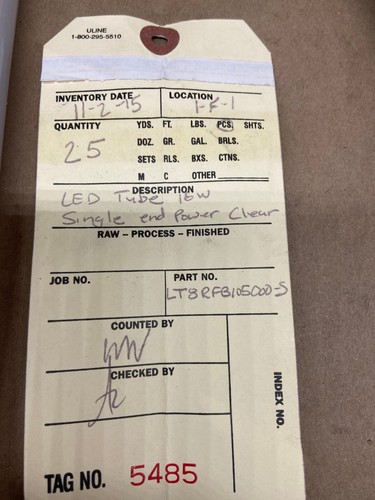 ULINE
1-800-295-5510
INVENTORY DATE LOCATION
11-2-15 1-F-1
QUANTITY YDS. FT. LBS. PCS. SHTS.
25 DOZ. GR. GAL. BRLS.
SETS RLS. BXS. CTNS.
M C OTHER
DESCRIPTION
LED Tube 18W
Single end Power Clear
RAW – PROCESS – FINISHED
JOB NO. PART NO.
LT8RFB105000-S
COUNTED BY
CHECKED BY
INDEX NO.
TAG NO. 5485